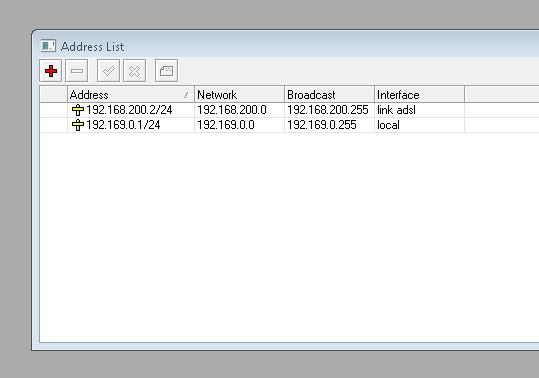 Address List
Address Network Broadcast Interface
192.168.200.2/24 192.168.200.0 192.168.200.255 link adsl
192.169.0.1/24 192.169.0.0 192.169.0.255 local